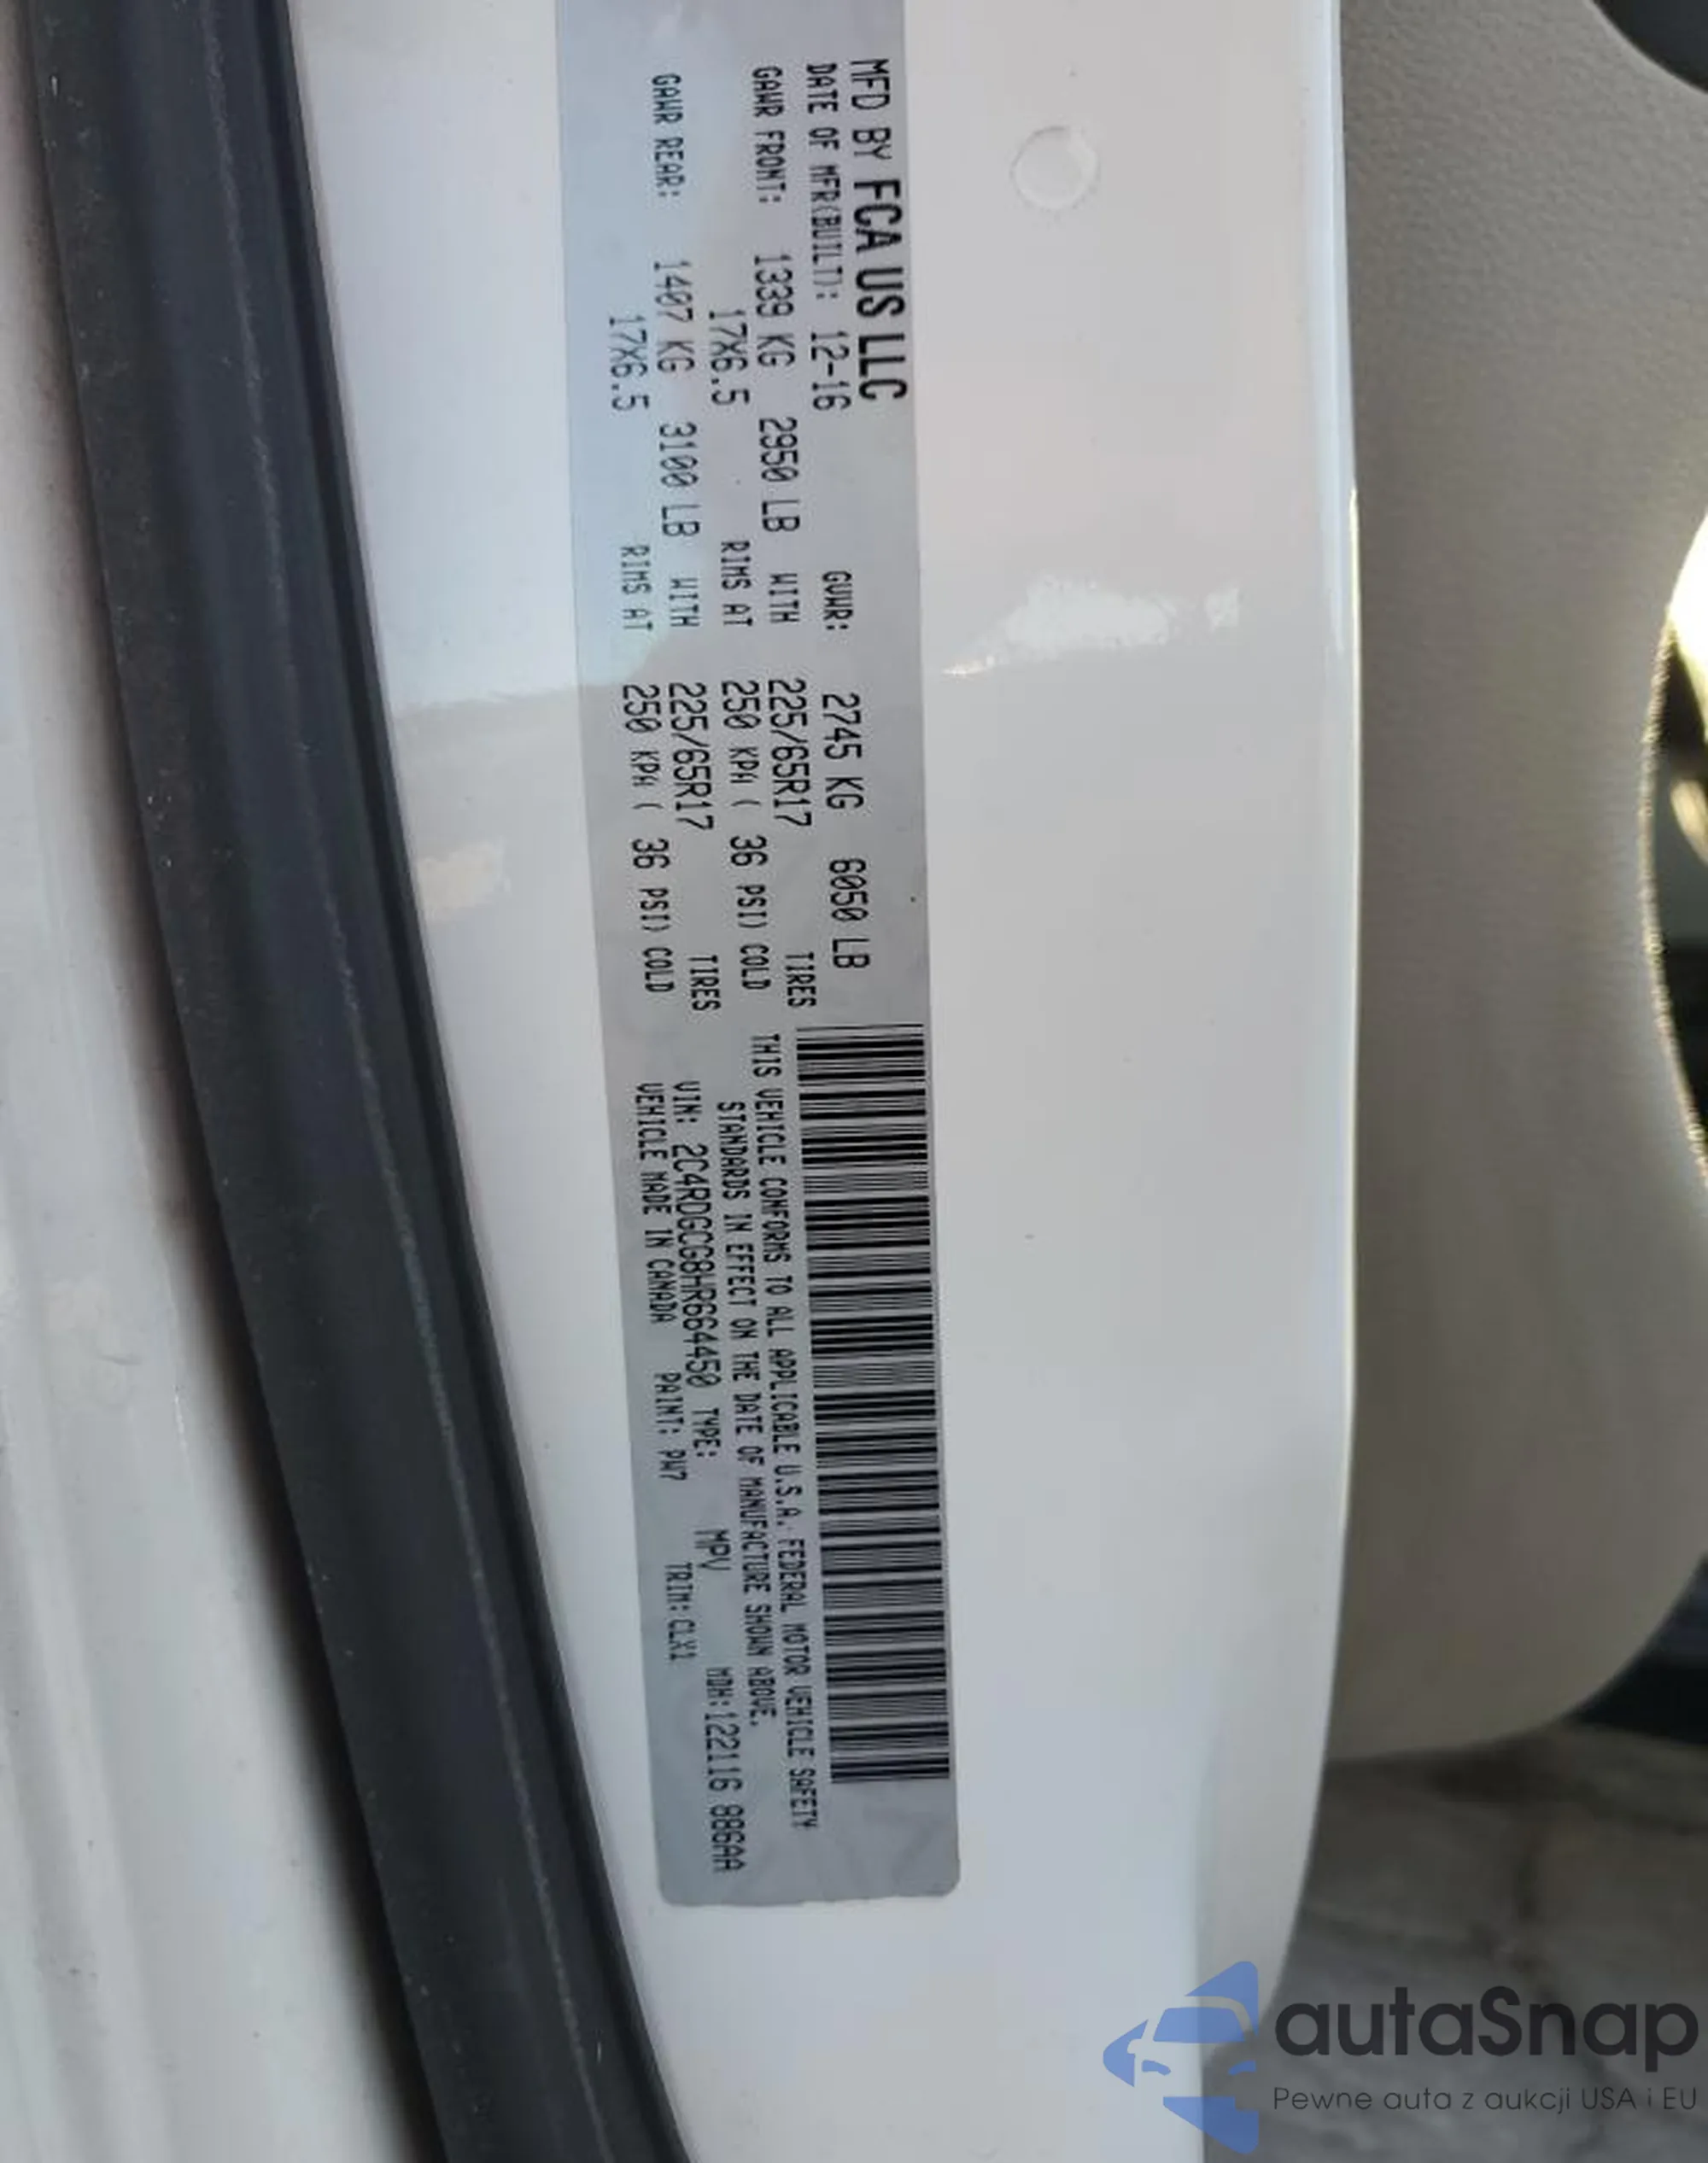 MFD BY FCA US LLC
DATE OF MFR(BUILT): 12-16 GVWR: 2745 KG 6050 LB
GAWR FRONT: 1339 KG 2950 LB WITH 225/65R17 TIRES
17X6.5 RIMS AT 250 KPA ( 36 PSI) COLD
GAWR REAR: 1407 KG 3100 LB WITH 225/65R17 TIRES
17X6.5 RIMS AT 250 KPA ( 36 PSI) COLD
THIS VEHICLE CONFORMS TO ALL APPLICABLE U.S.A. FEDERAL MOTOR VEHICLE SAFETY
STANDARDS IN EFFECT ON THE DATE OF MANUFACTURE SHOWN ABOVE.
VIN: 2C4RDGCG8HR664450 TYPE: MPV MDH:122116 886AA
VEHICLE MADE IN CANADA PAINT: PW7 TRIM: CLX1
autaSnap
Pewne auta z aukcji USA i EU